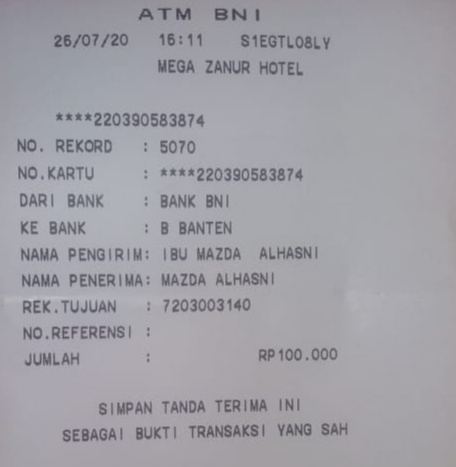 ATM BNI
26/07/20 16:11 S1EGTL08LY
MEGA ZANUR HOTEL
****220390583874
NO. REKORD : 5070
NO.KARTU : ****220390583874
DARI BANK : BANK BNI
KE BANK : B BANTEN
NAMA PENGIRIM: IBU MAZDA ALHASNI
NAMA PENERIMA: MAZDA ALHASNI
REK.TUJUAN : 7203003140
NO.REFERENSI :
JUMLAH : RP100.000
SIMPAN TANDA TERIMA INI
SEBAGAI BUKTI TRANSAKSI YANG SAH